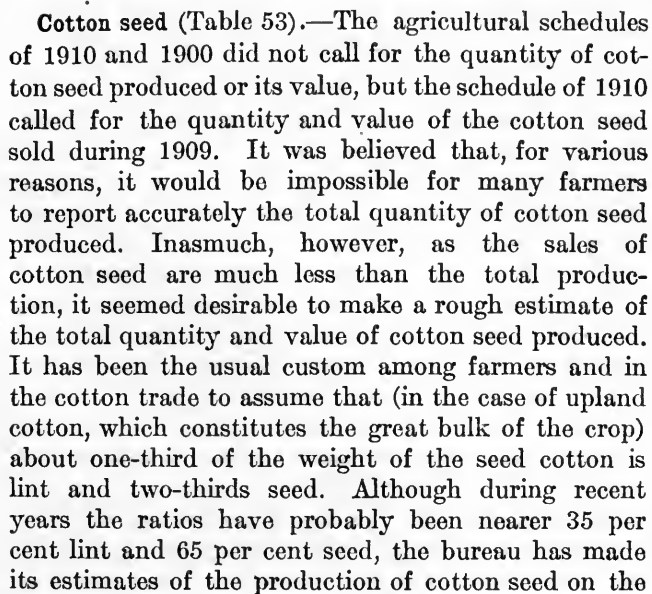 Cotton seed (Table 53).—The agricultural schedules
of 1910 and 1900 did not call for the quantity of cot-
ton seed produced or its value, but the schedule of 1910
called for the quantity and value of the cotton seed
sold during 1909. It was believed that, for various
reasons, it would be impossible for many farmers
to report accurately the total quantity of cotton seed
produced. Inasmuch, however, as the sales of
cotton seed are much less than the total produc-
tion, it seemed desirable to make a rough estimate of
the total quantity and value of cotton seed produced.
It has been the usual custom among farmers and in
the cotton trade to assume that (in the case of upland
cotton, which constitutes the great bulk of the crop)
about one-third of the weight of the seed cotton is
lint and two-thirds seed. Although during recent
years the ratios have probably been nearer 35 per
cent lint and 65 per cent seed, the bureau has made
its estimates of the production of cotton seed on the